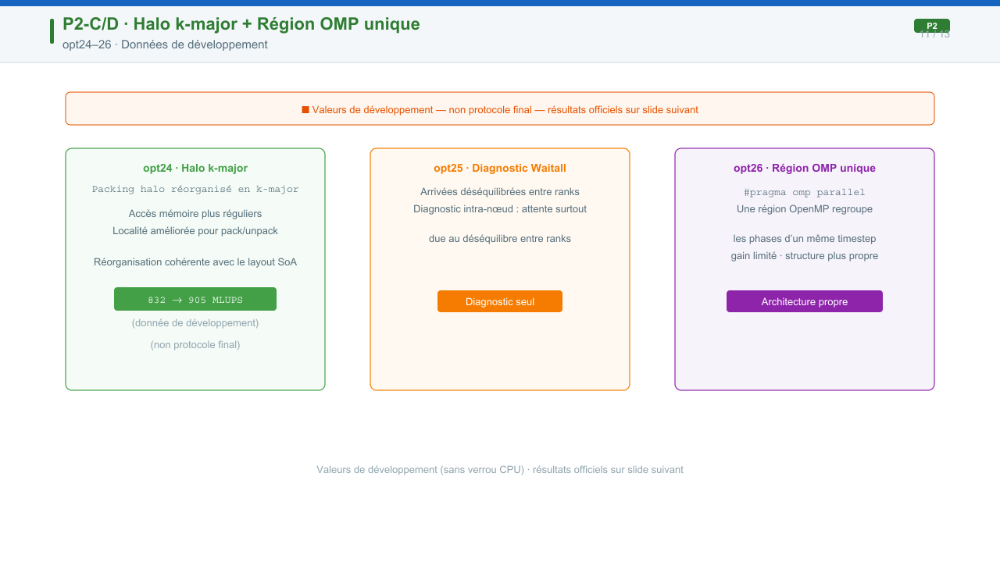 P2-C/D · Halo k-major + Région OMP unique
opt24–26 · Données de développement
P2
11 / 13
■ Valeurs de développement — non protocole final — résultats officiels sur slide suivant
opt24 · Halo k-major
Packing halo réorganisé en k-major
Accès mémoire plus réguliers
Localité améliorée pour pack/unpack
Réorganisation cohérente avec le layout SoA
832 → 905 MLUPS
(donnée de développement)
(non protocole final)
opt25 · Diagnostic Waitall
Arrivées déséquilibrées entre ranks
Diagnostic intra-nœud : attente surtout
due au déséquilibre entre ranks
Diagnostic seul
opt26 · Région OMP unique
#pragma omp parallel
Une région OpenMP regroupe
les phases d'un même timestep
gain limité · structure plus propre
Architecture propre
Valeurs de développement (sans verrou CPU) · résultats officiels sur slide suivant